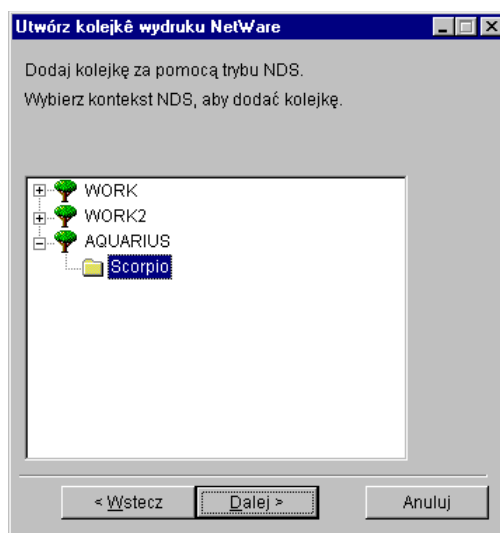 Utwórz kolejkê wydruku NetWare
Dodaj kolejkę za pomocą trybu NDS.
Wybierz kontekst NDS, aby dodać kolejkę.
WORK
WORK2
AQUARIUS
Scorpio
< Wstecz
Dalej >
Anuluj